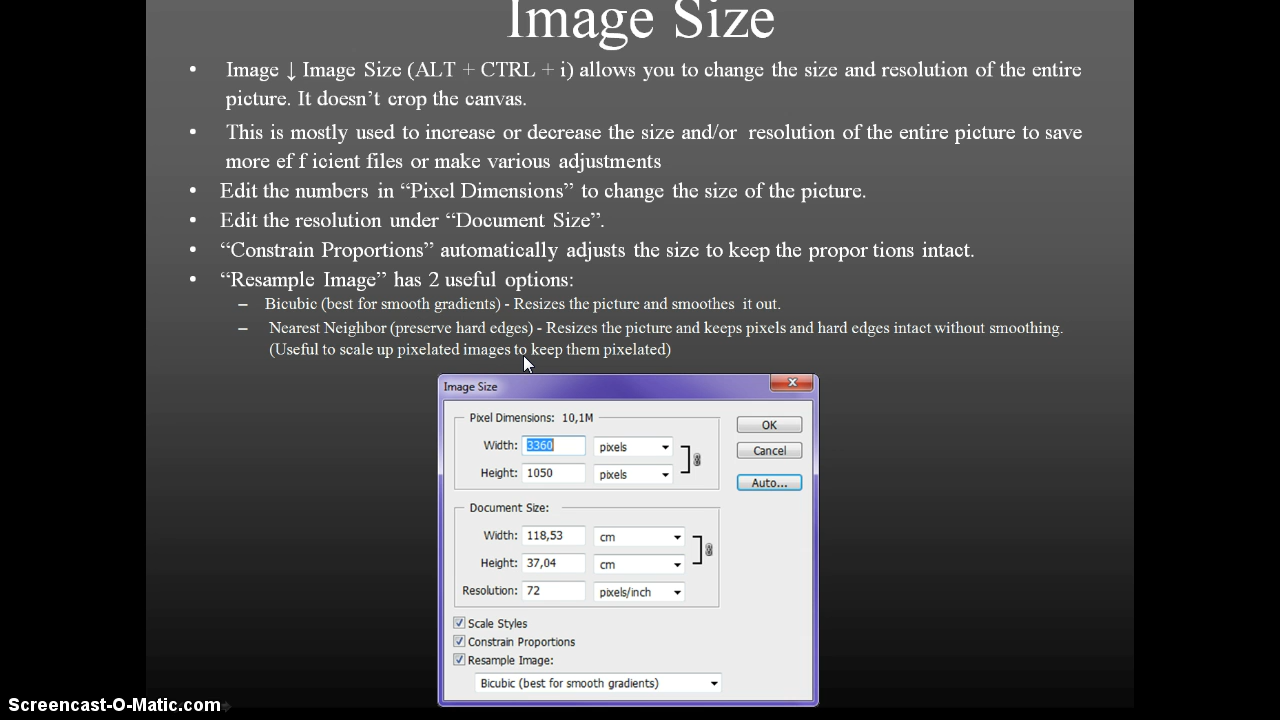 Image Size
• Image ↓ Image Size (ALT + CTRL + i) allows you to change the size and resolution of the entire
picture. It doesn’t crop the canvas.
• This is mostly used to increase or decrease the size and/or resolution of the entire picture to save
more ef f icient files or make various adjustments
• Edit the numbers in “Pixel Dimensions” to change the size of the picture.
• Edit the resolution under “Document Size”.
• “Constrain Proportions” automatically adjusts the size to keep the propor tions intact.
• “Resample Image” has 2 useful options:
– Bicubic (best for smooth gradients) - Resizes the picture and smoothes it out.
– Nearest Neighbor (preserve hard edges) - Resizes the picture and keeps pixels and hard edges intact without smoothing.
(Useful to scale up pixelated images to keep them pixelated)
Image Size
Pixel Dimensions: 10,1M
Width: 3360 pixels
Height: 1050 pixels
OK
Cancel
Auto...
Document Size:
Width: 118,53 cm
Height: 37,04 cm
Resolution: 72 pixels/inch
Scale Styles
Constrain Proportions
Resample Image:
Bicubic (best for smooth gradients)
Screencast-O-Matic.com